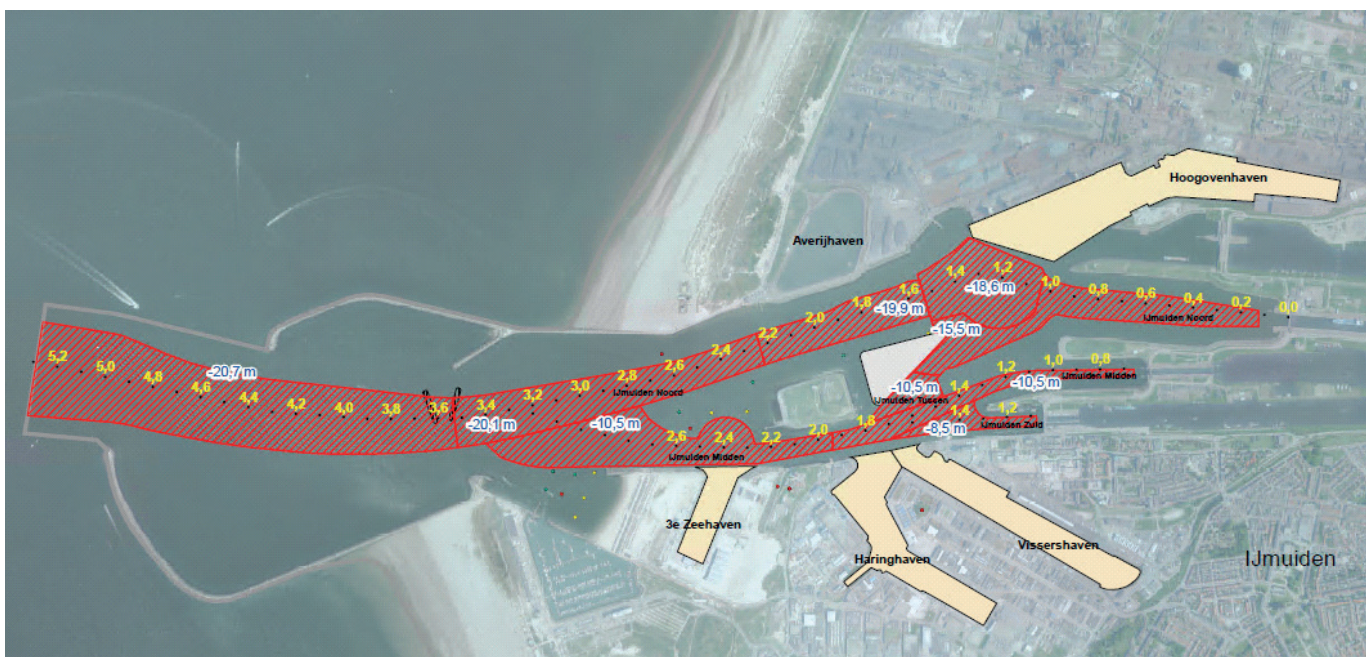 Hoogovenhaven
Averijhaven
1,4
1,2
1,6
-18,6 m
1,0
0,8
0,6
0,4
0,2
0,0
-19,9 m
1,8
2,0
2,2
IJmuiden Noord
-15,5 m
5,2
5,0
4,8
4,6
-20,7 m
4,4
4,2
4,0
3,8
3,6
3,4
3,2
3,0
2,8
2,6
2,4
IJmuiden Noord
-20,1 m
-10,5 m
2,6
2,4
2,2
2,0
1,8
IJmuiden Midden
-10,5 m
IJmuiden Tussen
1,4
1,2
1,0
0,8
-10,5 m
IJmuiden Midden
1,4
1,2
-8,5 m
IJmuiden Zuid
3e Zeehaven
Haringhaven
Vissershaven
IJmuiden